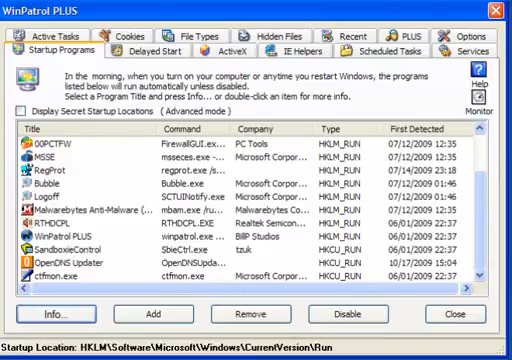 WinPatrol PLUS
Active Tasks Cookies File Types Hidden Files Recent PLUS Options
Startup Programs Delayed Start ActiveX IE Helpers Scheduled Tasks Services
In the morning, when you turn on your computer or anytime you restart Windows, the programs
listed below will run automatically unless disabled.
Select a Program Title and press Info... or double-click an item for more info.
Help
Display Secret Startup Locations (Advanced mode)
Monitor
Title Command Company Type First Detected
00PCTFW FirewallGUI.ex... PC Tools HKLM_RUN 07/12/2009 12:35
MSSE msseces.exe -... Microsoft Corpor... HKLM_RUN 07/12/2009 12:35
RegProt regprot.exe /s... HKLM_RUN 07/14/2009 23:18
Bubble Bubble.exe Microsoft Corpor... HKLM_RUN 07/12/2009 01:46
Logoff SCTUINotify.exe Microsoft Corpor... HKLM_RUN 07/12/2009 01:46
Malwarebytes Anti-Malware (... mbam.exe /ru... Malwarebytes Co... HKLM_RUN 07/12/2009 12:35
RTHDCPL RTHDCPL.EXE Realtek Semicon... HKLM_RUN 06/01/2009 22:37
WinPatrol PLUS winpatrol.exe -... BillP Studios HKLM_RUN 06/01/2009 22:37
SandboxieControl SbieCtrl.exe tzuk HKCU_RUN 06/01/2009 22:37
OpenDNS Updater OpenDNSUpda... HKCU_RUN 10/17/2009 15:04
ctfmon.exe ctfmon.exe Microsoft Corpor... HKCU_RUN 06/01/2009 22:37
Info... Add Remove Disable Close
Startup Location: HKLM\Software\Microsoft\Windows\CurrentVersion\Run